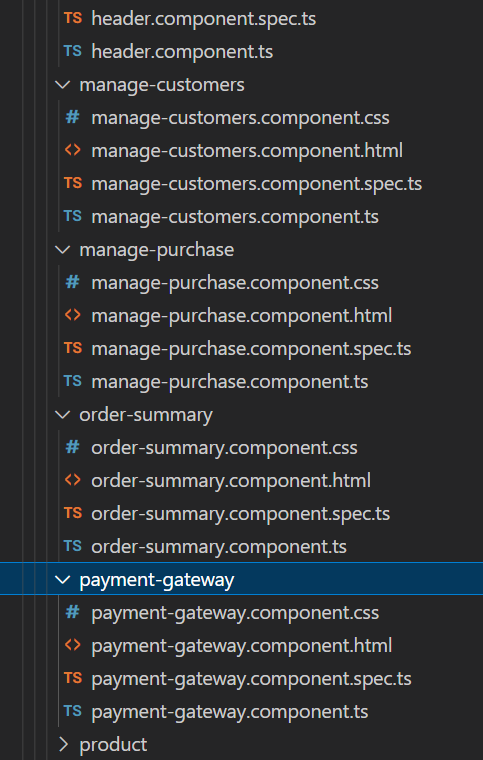 TS header.component.spec.ts
TS header.component.ts
manage-customers
# manage-customers.component.css
<> manage-customers.component.html
TS manage-customers.component.spec.ts
TS manage-customers.component.ts
manage-purchase
# manage-purchase.component.css
<> manage-purchase.component.html
TS manage-purchase.component.spec.ts
TS manage-purchase.component.ts
order-summary
# order-summary.component.css
<> order-summary.component.html
TS order-summary.component.spec.ts
TS order-summary.component.ts
payment-gateway
# payment-gateway.component.css
<> payment-gateway.component.html
TS payment-gateway.component.spec.ts
TS payment-gateway.component.ts
product